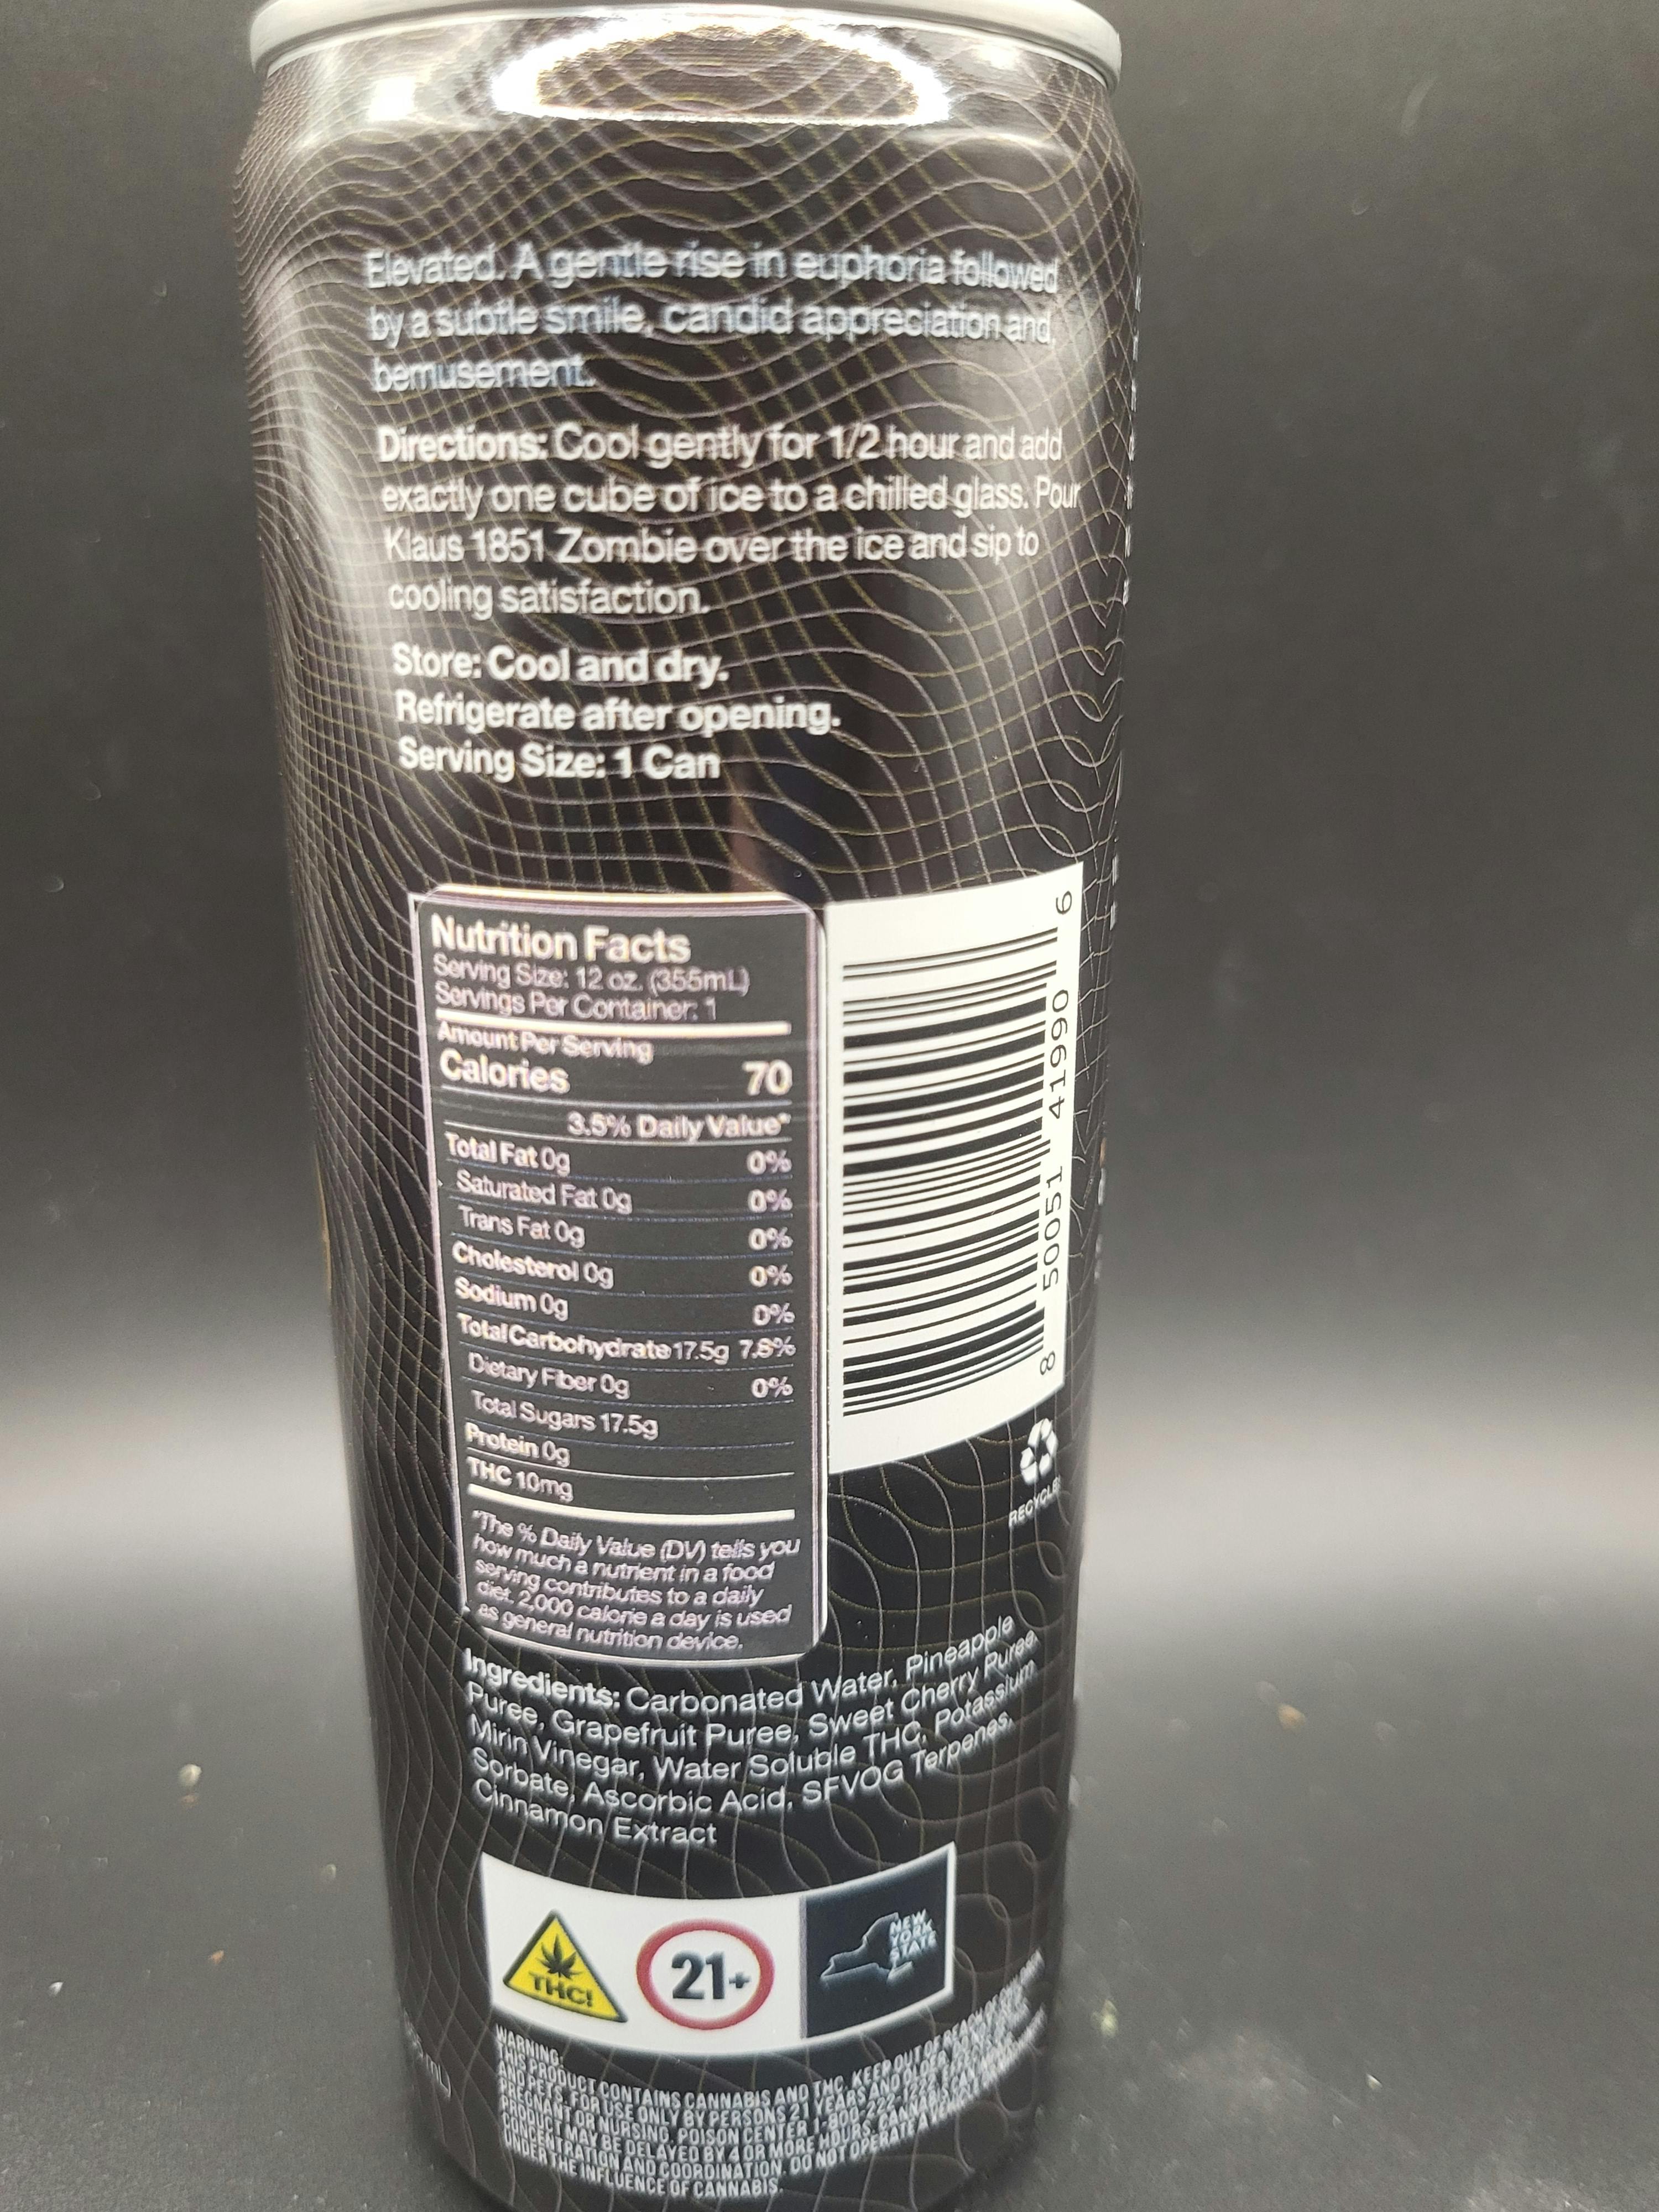 Elevated. A gentle rise in euphoria followed
by a subtle smile, candid appreciation and
bemusement.
Directions: Cool gently for 1/2 hour and add
exactly one cube of ice to a chilled glass. Pour
Klaus 1851 Zombie over the ice and sip to
cooling satisfaction.
Store: Cool and dry.
Refrigerate after opening.
Serving Size: 1 Can
Nutrition Facts
Serving Size: 12 oz. (355mL)
Servings Per Container: 1
Amount Per Serving
Calories 70
3.5% Daily Value*
Total Fat 0g 0%
Saturated Fat 0g 0%
Trans Fat 0g 0%
Cholesterol 0g 0%
Sodium 0g 0%
Total Carbohydrate 17.5g
Dietary Fiber 0g 0%
Total Sugars 17.5g
Protein 0g
THC 10mg
*The % Daily Value (DV) tells you
how much a nutrient in a food
serving contributes to a daily
diet. 2,000 calorie a day is used
as general nutrition device.
8 50051 41990 6
RECYCLE
Ingredients: Carbonated Water, Pineapple
Puree, Grapefruit Puree, Sweet Cherry Puree,
Mirin Vinegar, Water Soluble THC, Potassium
Sorbate, Ascorbic Acid, SFVOG Terpenes,
Cinnamon Extract
THC!
21+
NEW
YORK
STATE
WARNING:
THIS PRODUCT CONTAINS CANNABIS AND THC. KEEP OUT OF REACH OF CHILDREN
AND PETS. FOR USE ONLY BY PERSONS 21 YEARS AND OLDER.
PREGNANT OR NURSING. POISON CENTER 1-800-222-1222.
PRODUCT MAY BE DELAYED BY 4 OR MORE HOURS. CANNABIS
CONCENTRATION AND COORDINATION. DO NOT OPERATE A
UNDER THE INFLUENCE OF CANNABIS.